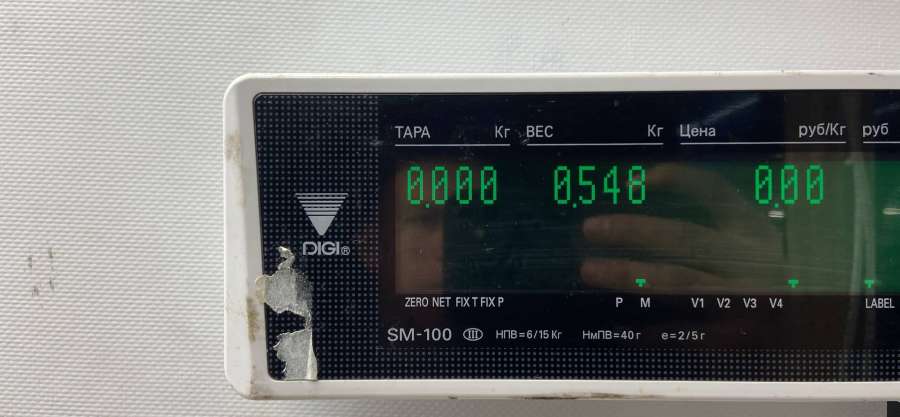 ТАРА Кг ВЕС Кг Цена руб/Кг руб
0.000 0.548 0.00
DIGI®
ZERO NET FIX T FIX P P M V1 V2 V3 V4 LABEL
SM-100 III НПВ=6/15 Кг НмПВ=40 г e=2/5 г